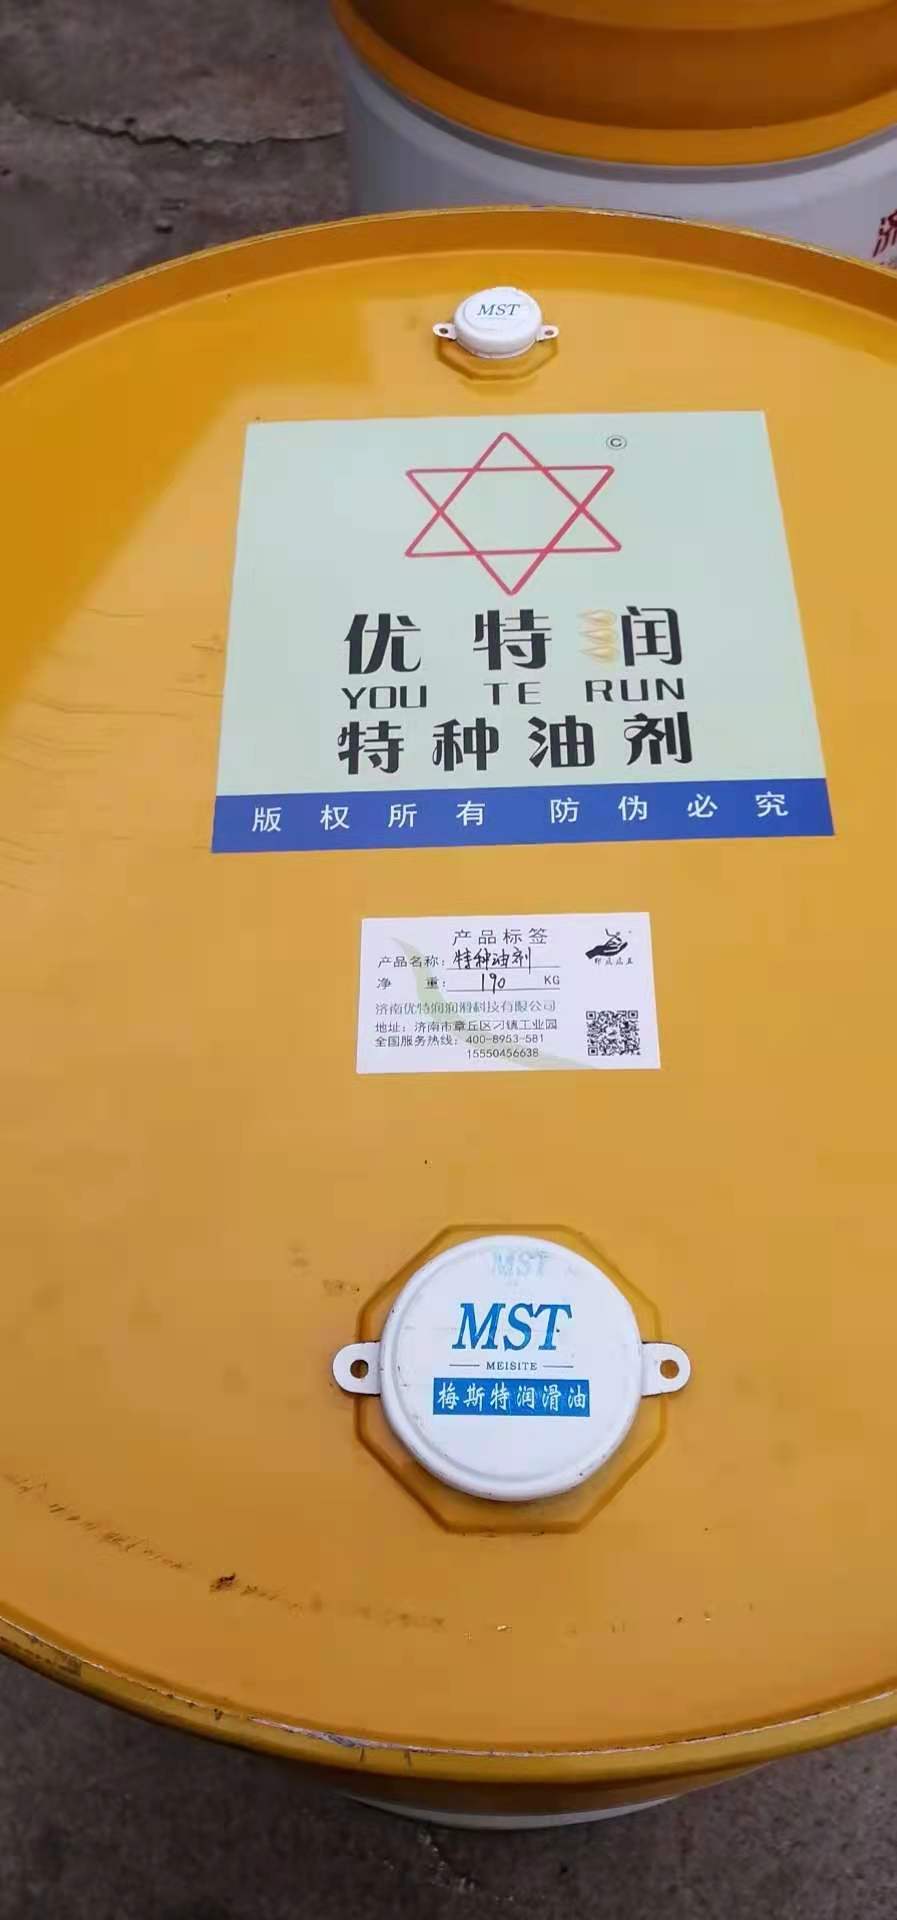 MST
©
优特润
YOU TE RUN
特种油剂
版权所有 防伪必究
产品标签
产品名称: 特种油剂
净 重: 190 KG
济南优特润润滑科技有限公司
地址: 济南市章丘区刁镇工业园
全国服务热线: 400-8953-581
15550456638
MST
MST
MEISITE
梅斯特润滑油